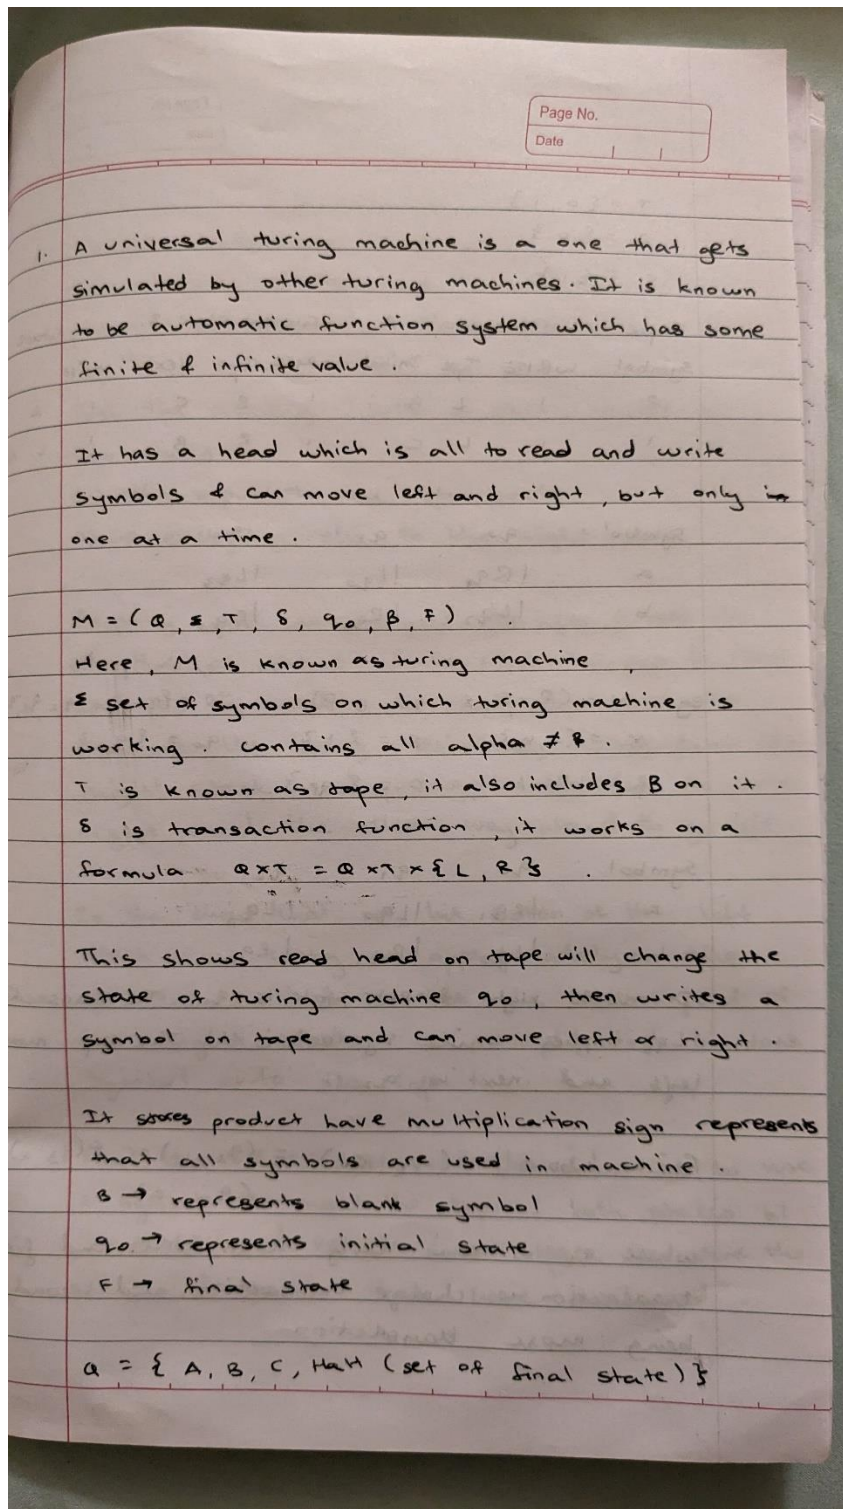 Page No.
Date
1. A universal turing machine is a one that gets
simulated by other turing machines. It is known
to be automatic function system which has some
finite & infinite value.
It has a head which is all to read and write
symbols & can move left and right, but only
one at a time.
M = (Q, Σ, T, δ, q₀, β, F)
Here, M is known as turing machine,
Σ set of symbols on which turing machine is
working. contains all alpha ≠ β.
T is known as tape, it also includes B on it.
δ is transaction function, it works on a
formula Q×T = Q×T×{L, R}.
This shows read head on tape will change the
state of turing machine q₀, then writes a
symbol on tape and can move left or right.
It stores product have multiplication sign represents
that all symbols are used in machine.
B → represents blank symbol
q₀ → represents initial state
F → final state
Q = { A, B, C, Halt (set of final state) }